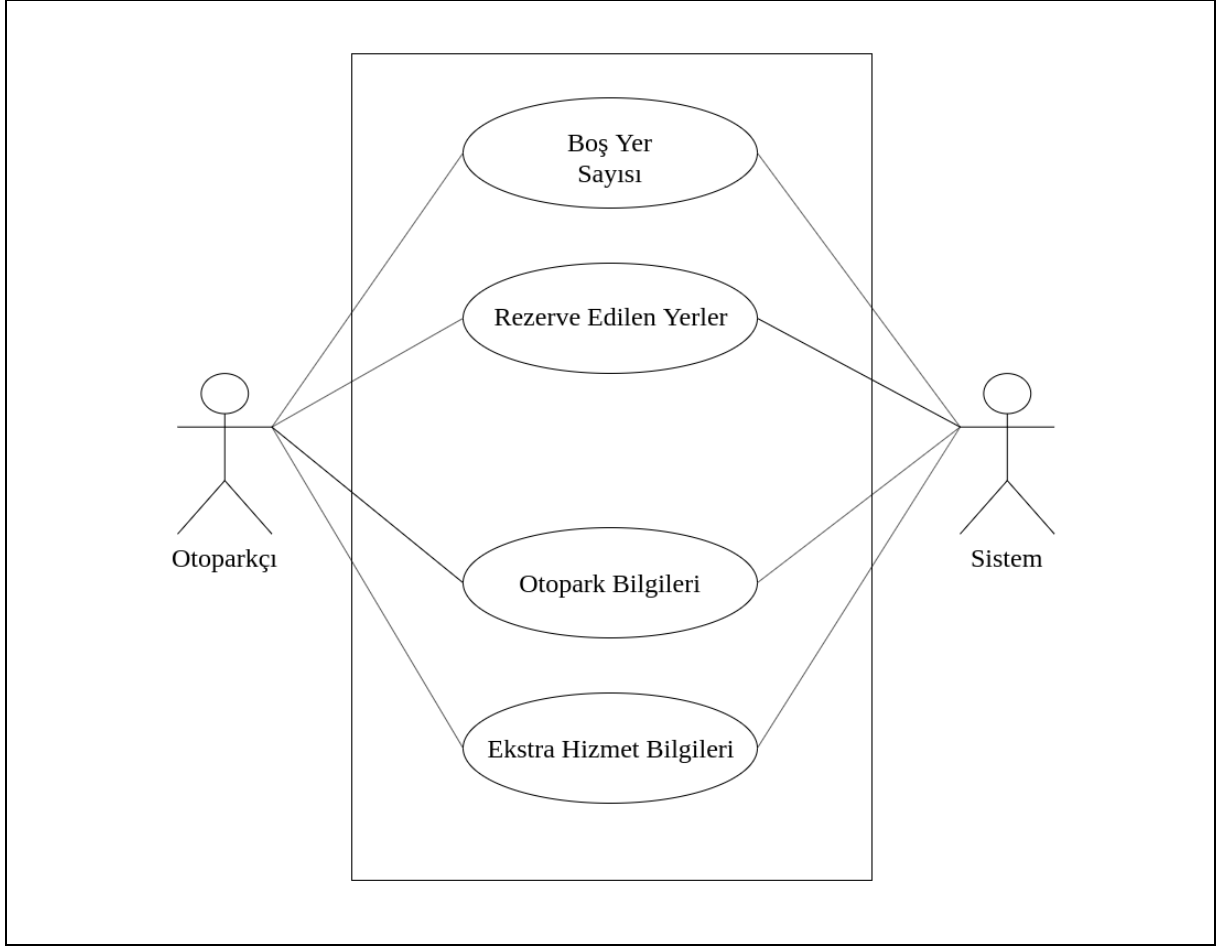 Boş Yer
Sayısı
Rezerve Edilen Yerler
Otoparkçı
Sistem
Otopark Bilgileri
Ekstra Hizmet Bilgileri